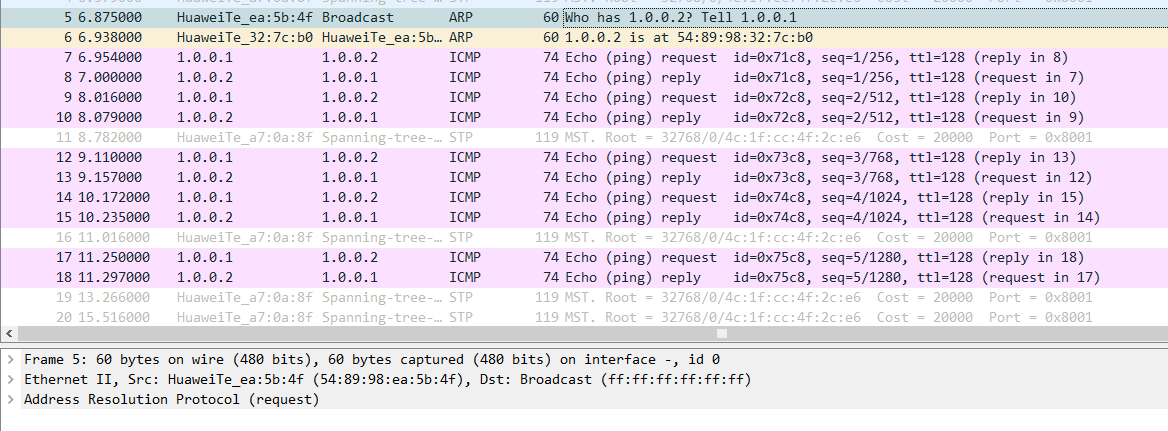 5 6.875000 HuaweiTe_ea:5b:4f Broadcast ARP 60 Who has 1.0.0.2? Tell 1.0.0.1
6 6.938000 HuaweiTe_32:7c:b0 HuaweiTe_ea:5b… ARP 60 1.0.0.2 is at 54:89:98:32:7c:b0
7 6.954000 1.0.0.1 1.0.0.2 ICMP 74 Echo (ping) request id=0x71c8, seq=1/256, ttl=128 (reply in 8)
8 7.000000 1.0.0.2 1.0.0.1 ICMP 74 Echo (ping) reply id=0x71c8, seq=1/256, ttl=128 (request in 7)
9 8.016000 1.0.0.1 1.0.0.2 ICMP 74 Echo (ping) request id=0x72c8, seq=2/512, ttl=128 (reply in 10)
10 8.079000 1.0.0.2 1.0.0.1 ICMP 74 Echo (ping) reply id=0x72c8, seq=2/512, ttl=128 (request in 9)
11 8.782000 HuaweiTe_a7:0a:8f Spanning-tree-… STP 119 MST. Root = 32768/0/4c:1f:cc:4f:2c:e6 Cost = 20000 Port = 0x8001
12 9.110000 1.0.0.1 1.0.0.2 ICMP 74 Echo (ping) request id=0x73c8, seq=3/768, ttl=128 (reply in 13)
13 9.157000 1.0.0.2 1.0.0.1 ICMP 74 Echo (ping) reply id=0x73c8, seq=3/768, ttl=128 (request in 12)
14 10.172000 1.0.0.1 1.0.0.2 ICMP 74 Echo (ping) request id=0x74c8, seq=4/1024, ttl=128 (reply in 15)
15 10.235000 1.0.0.2 1.0.0.1 ICMP 74 Echo (ping) reply id=0x74c8, seq=4/1024, ttl=128 (request in 14)
16 11.016000 HuaweiTe_a7:0a:8f Spanning-tree-… STP 119 MST. Root = 32768/0/4c:1f:cc:4f:2c:e6 Cost = 20000 Port = 0x8001
17 11.250000 1.0.0.1 1.0.0.2 ICMP 74 Echo (ping) request id=0x75c8, seq=5/1280, ttl=128 (reply in 18)
18 11.297000 1.0.0.2 1.0.0.1 ICMP 74 Echo (ping) reply id=0x75c8, seq=5/1280, ttl=128 (request in 17)
19 13.266000 HuaweiTe_a7:0a:8f Spanning-tree-… STP 119 MST. Root = 32768/0/4c:1f:cc:4f:2c:e6 Cost = 20000 Port = 0x8001
20 15.516000 HuaweiTe_a7:0a:8f Spanning-tree-… STP 119 MST. Root = 32768/0/4c:1f:cc:4f:2c:e6 Cost = 20000 Port = 0x8001
Frame 5: 60 bytes on wire (480 bits), 60 bytes captured (480 bits) on interface -, id 0
Ethernet II, Src: HuaweiTe_ea:5b:4f (54:89:98:ea:5b:4f), Dst: Broadcast (ff:ff:ff:ff:ff:ff)
Address Resolution Protocol (request)